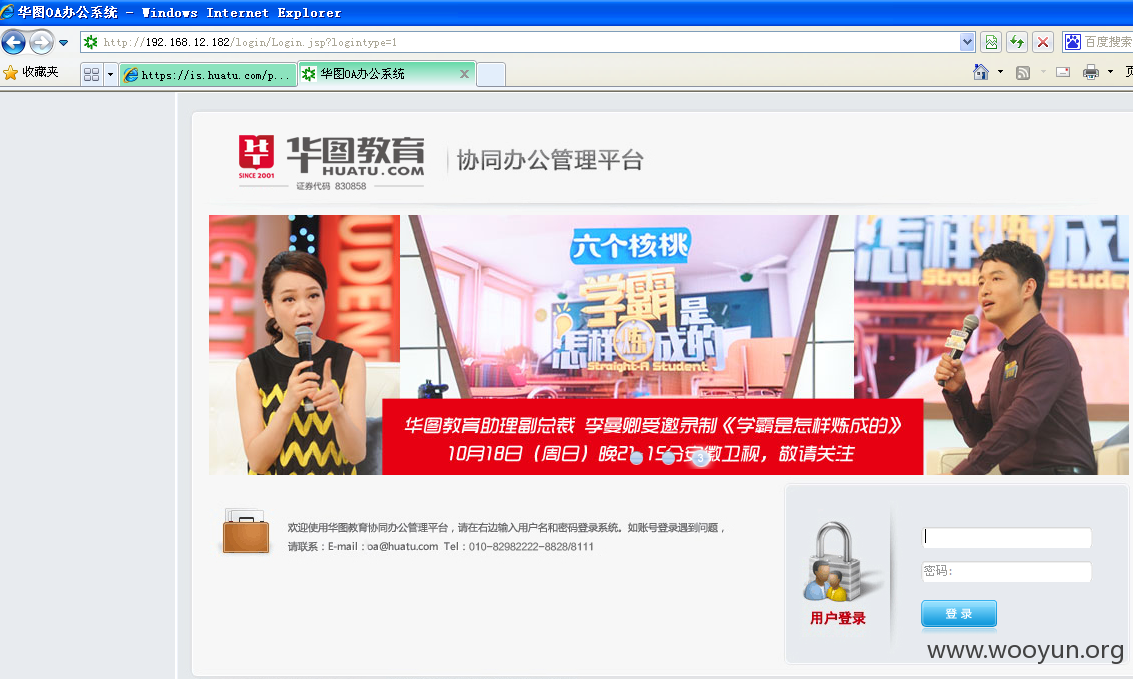 华图OA办公系统 - Windows Internet Explorer
http://192.168.12.182/login/Login.jsp?logintype=1
百度搜索
收藏夹
https://is.huatu.com/p...
华图OA办公系统
华图教育
HUATU.COM
SINCE 2001
证券代码 830858
协同办公管理平台
UDENT
六个核桃
学霸是
怎样炼成的
Straight-A Student
怎样炼成
Straight-A Stude
华图教育助理副总裁 李曼卿受邀录制《学霸是怎样炼成的》
10月18日（周日）晚21:15分安徽卫视，敬请关注
3
欢迎使用华图教育协同办公管理平台，请在右边输入用户名和密码登录系统。如账号登录遇到问题，
请联系：E-mail：oa@huatu.com Tel：010-82982222-8828/8111
密码:
用户登录
登 录
www.wooyun.org